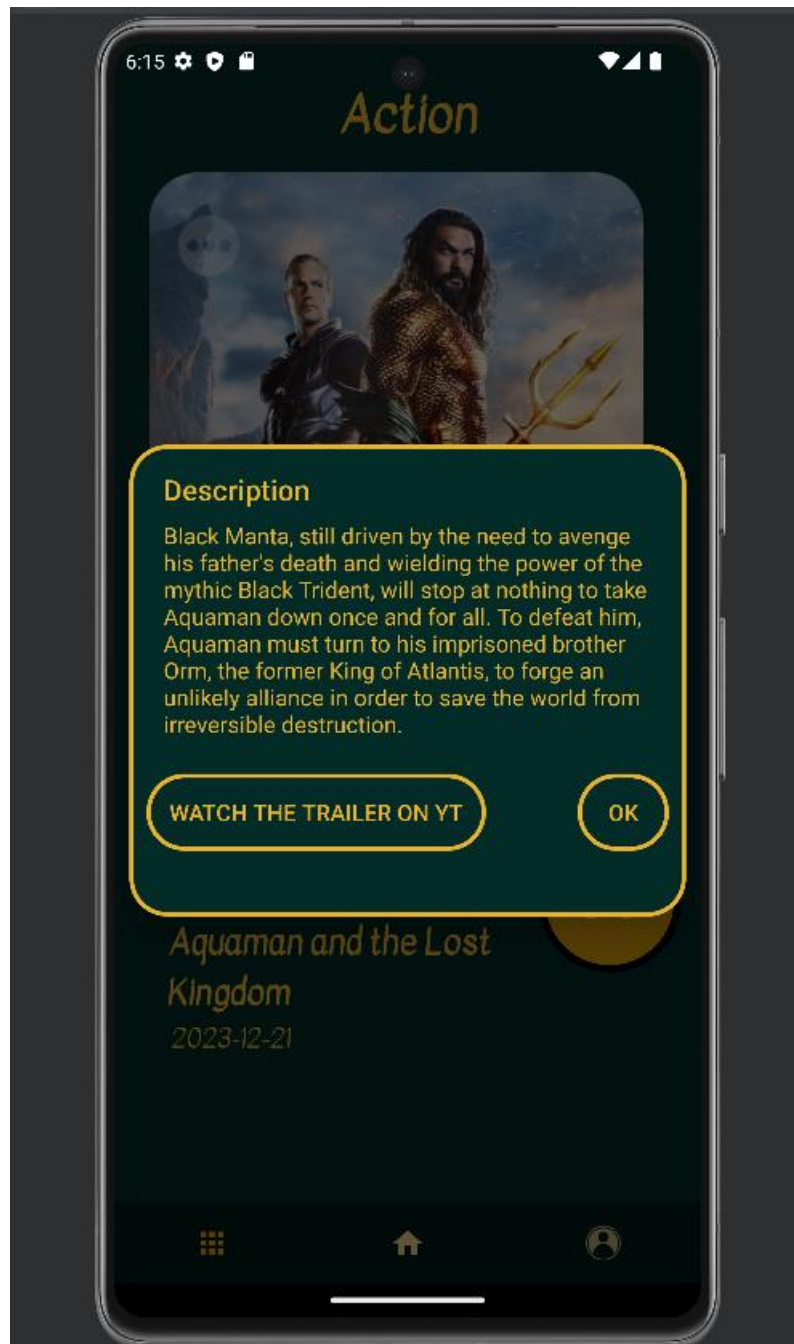 6:15
Action
Description
Black Manta, still driven by the need to avenge
his father's death and wielding the power of the
mythic Black Trident, will stop at nothing to take
Aquaman down once and for all. To defeat him,
Aquaman must turn to his imprisoned brother
Orm, the former King of Atlantis, to forge an
unlikely alliance in order to save the world from
irreversible destruction.
WATCH THE TRAILER ON YT
OK
Aquaman and the Lost
Kingdom
2023-12-21